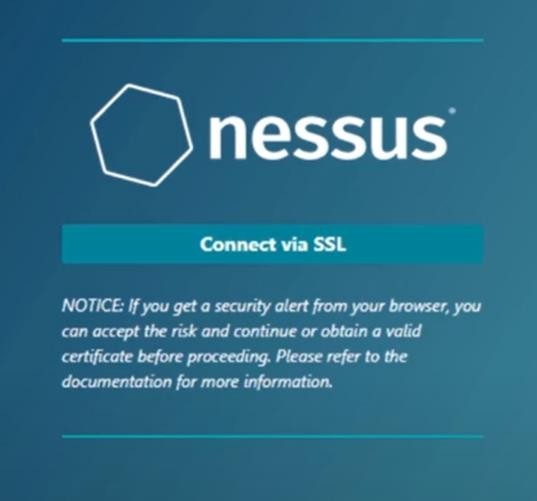 nessus
Connect via SSL
NOTICE: If you get a security alert from your browser, you
can accept the risk and continue or obtain a valid
certificate before proceeding. Please refer to the
documentation for more information.